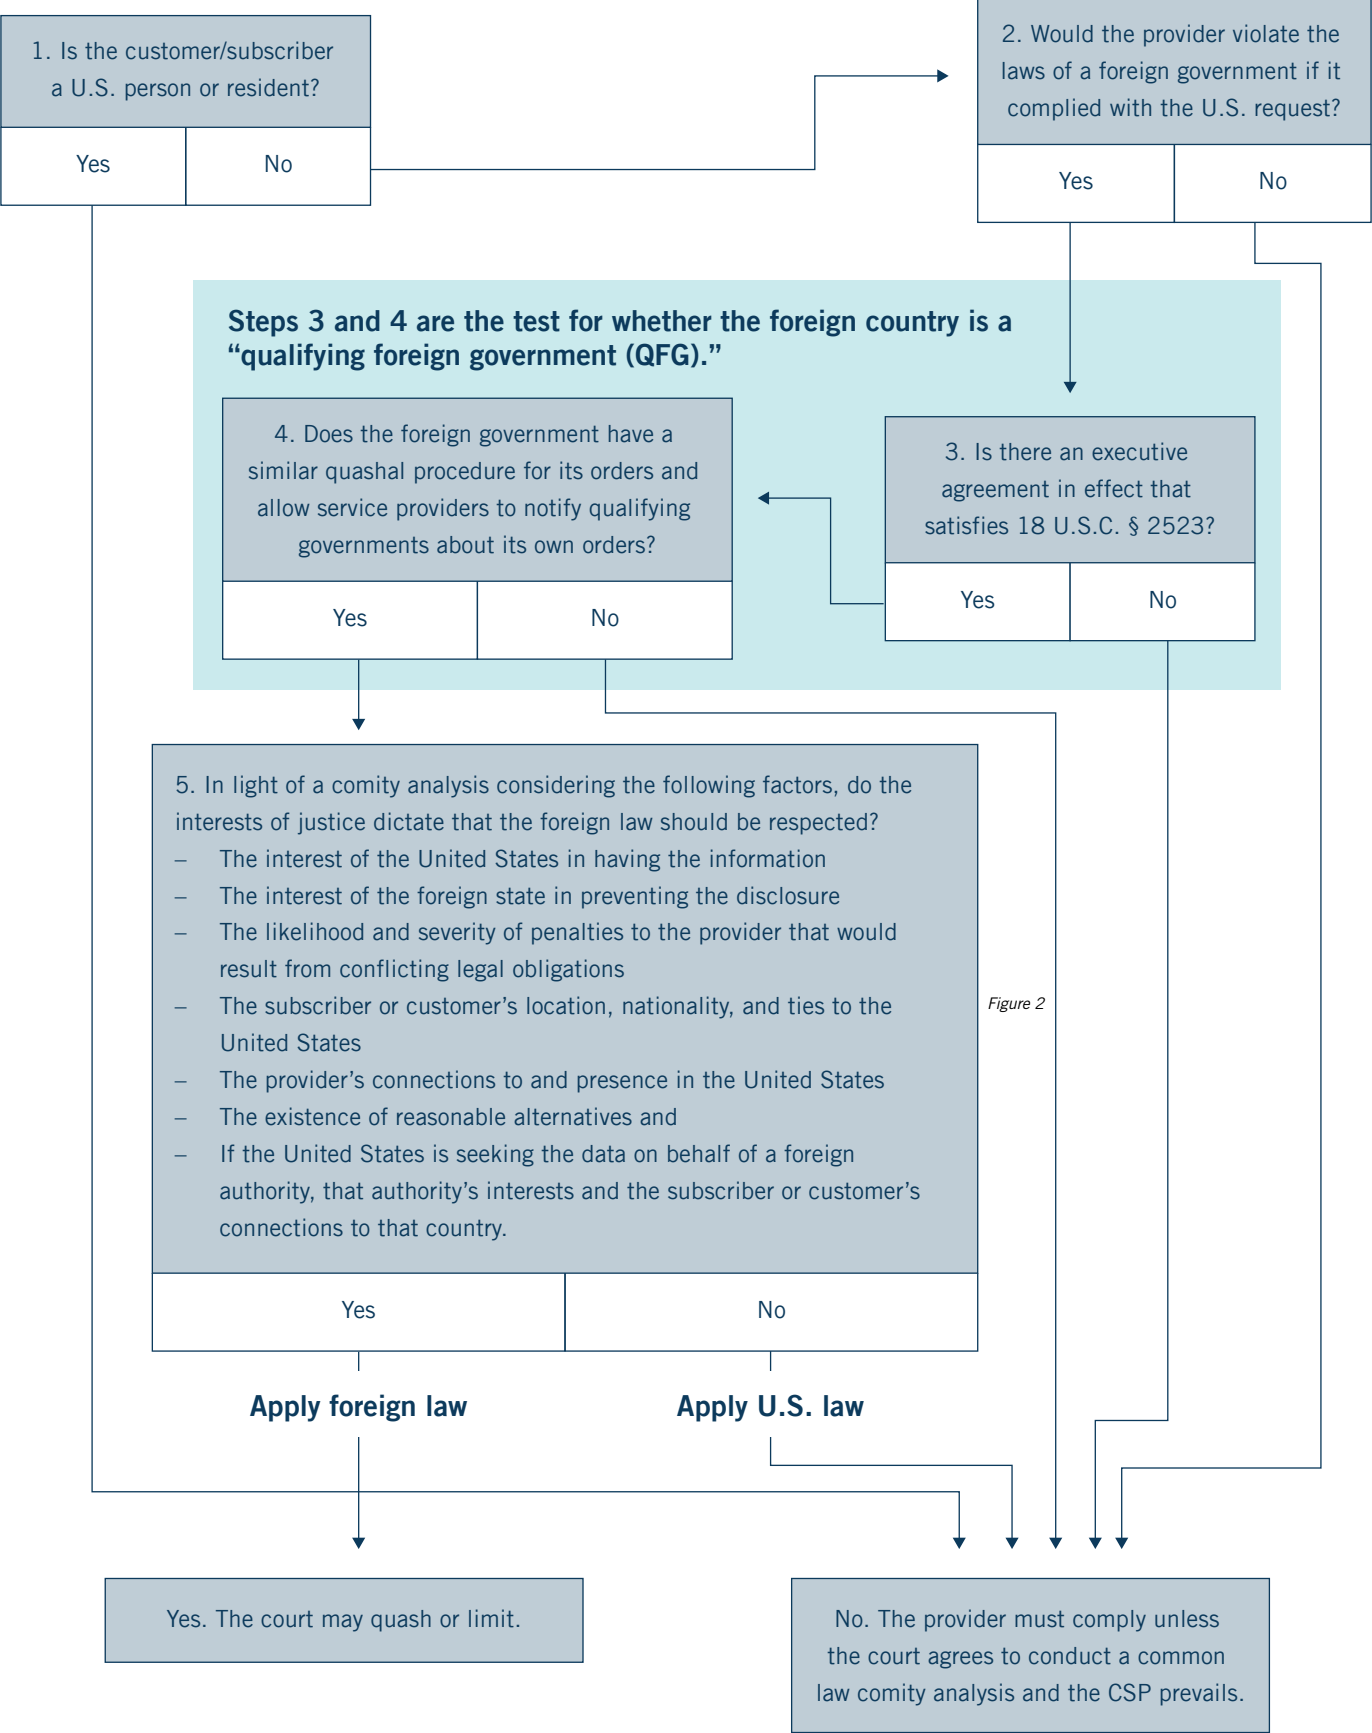 1. Is the customer/subscriber
a U.S. person or resident?
Yes
No
2. Would the provider violate the
laws of a foreign government if it
complied with the U.S. request?
Yes
No
Steps 3 and 4 are the test for whether the foreign country is a
“qualifying foreign government (QFG).”
3. Is there an executive
agreement in effect that
satisfies 18 U.S.C. § 2523?
Yes
No
4. Does the foreign government have a
similar quashal procedure for its orders and
allow service providers to notify qualifying
governments about its own orders?
Yes
No
5. In light of a comity analysis considering the following factors, do the
interests of justice dictate that the foreign law should be respected?
– The interest of the United States in having the information
– The interest of the foreign state in preventing the disclosure
– The likelihood and severity of penalties to the provider that would
result from conflicting legal obligations
– The subscriber or customer’s location, nationality, and ties to the
United States
– The provider’s connections to and presence in the United States
– The existence of reasonable alternatives and
– If the United States is seeking the data on behalf of a foreign
authority, that authority’s interests and the subscriber or customer’s
connections to that country.
Yes
No
Figure 2
Apply foreign law
Apply U.S. law
Yes. The court may quash or limit.
No. The provider must comply unless
the court agrees to conduct a common
law comity analysis and the CSP prevails.